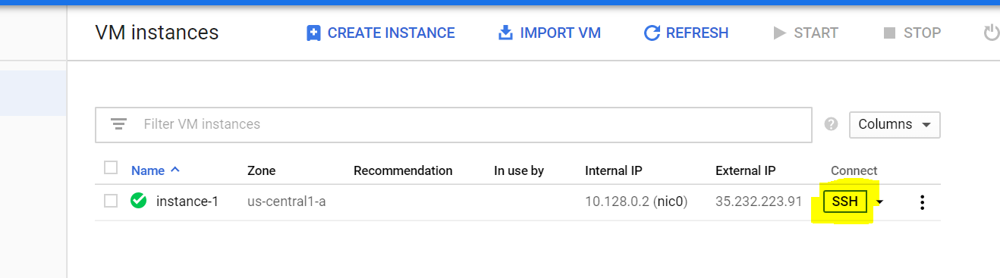 VM instances CREATE INSTANCE IMPORT VM REFRESH START STOP
Filter VM instances Columns
Name Zone Recommendation In use by Internal IP External IP Connect
instance-1 us-central1-a 10.128.0.2 (nic0) 35.232.223.91 SSH